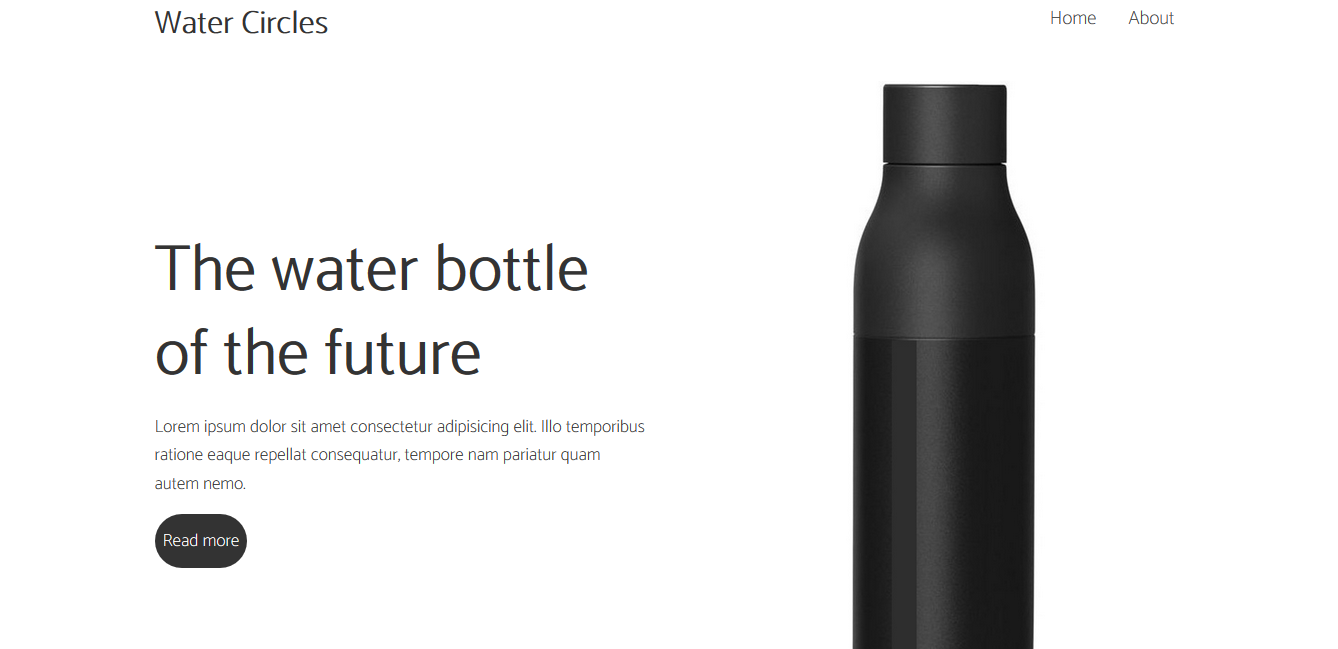 Water Circles
Home About
The water bottle
of the future
Lorem ipsum dolor sit amet consectetur adipisicing elit. Illo temporibus
ratione eaque repellat consequatur, tempore nam pariatur quam
autem nemo.
Read more